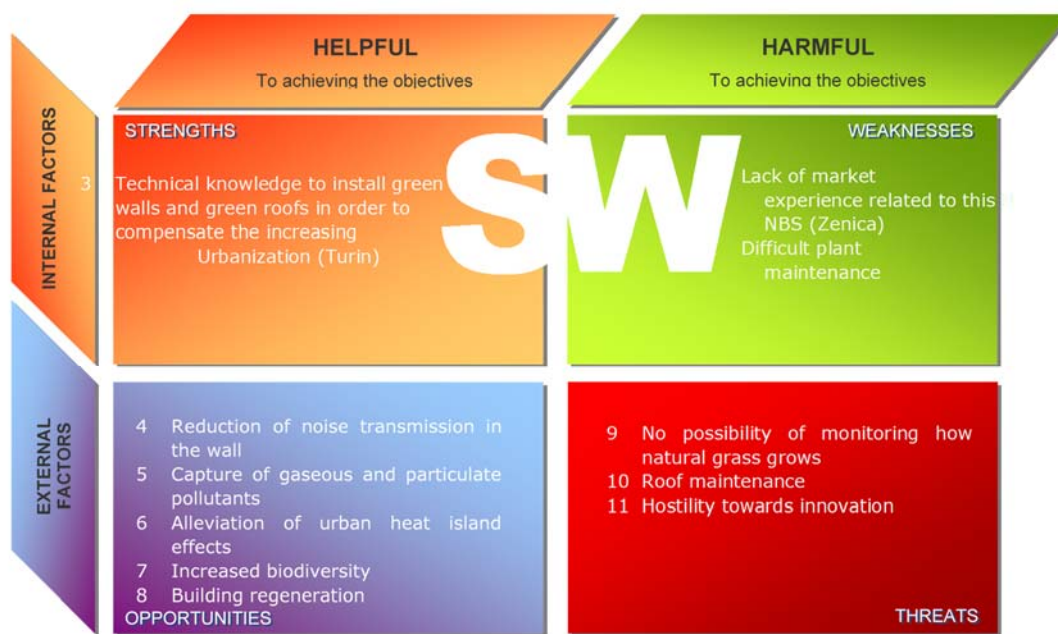 HELPFUL
To achieving the objectives
HARMFUL
To achieving the objectives
INTERNAL FACTORS
STRENGTHS
3 Technical knowledge to install green
walls and green roofs in order to
compensate the increasing
Urbanization (Turin)
SW
WEAKNESSES
Lack of market
experience related to this
NBS (Zenica)
Difficult plant
maintenance
EXTERNAL
FACTORS
4 Reduction of noise transmission in
the wall
5 Capture of gaseous and particulate
pollutants
6 Alleviation of urban heat island
effects
7 Increased biodiversity
8 Building regeneration
OPPORTUNITIES
9 No possibility of monitoring how
natural grass grows
10 Roof maintenance
11 Hostility towards innovation
THREATS